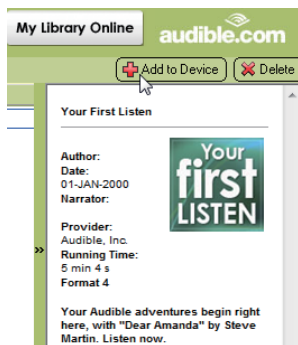 My Library Online
audible.com
Add to Device
Delete
Your First Listen
Author:
Date:
01-JAN-2000
Narrator:
Your
first
LISTEN
Provider:
Audible, Inc.
Running Time:
5 min 4 s
Format 4
»
Your Audible adventures begin right
here, with "Dear Amanda" by Steve
Martin. Listen now.